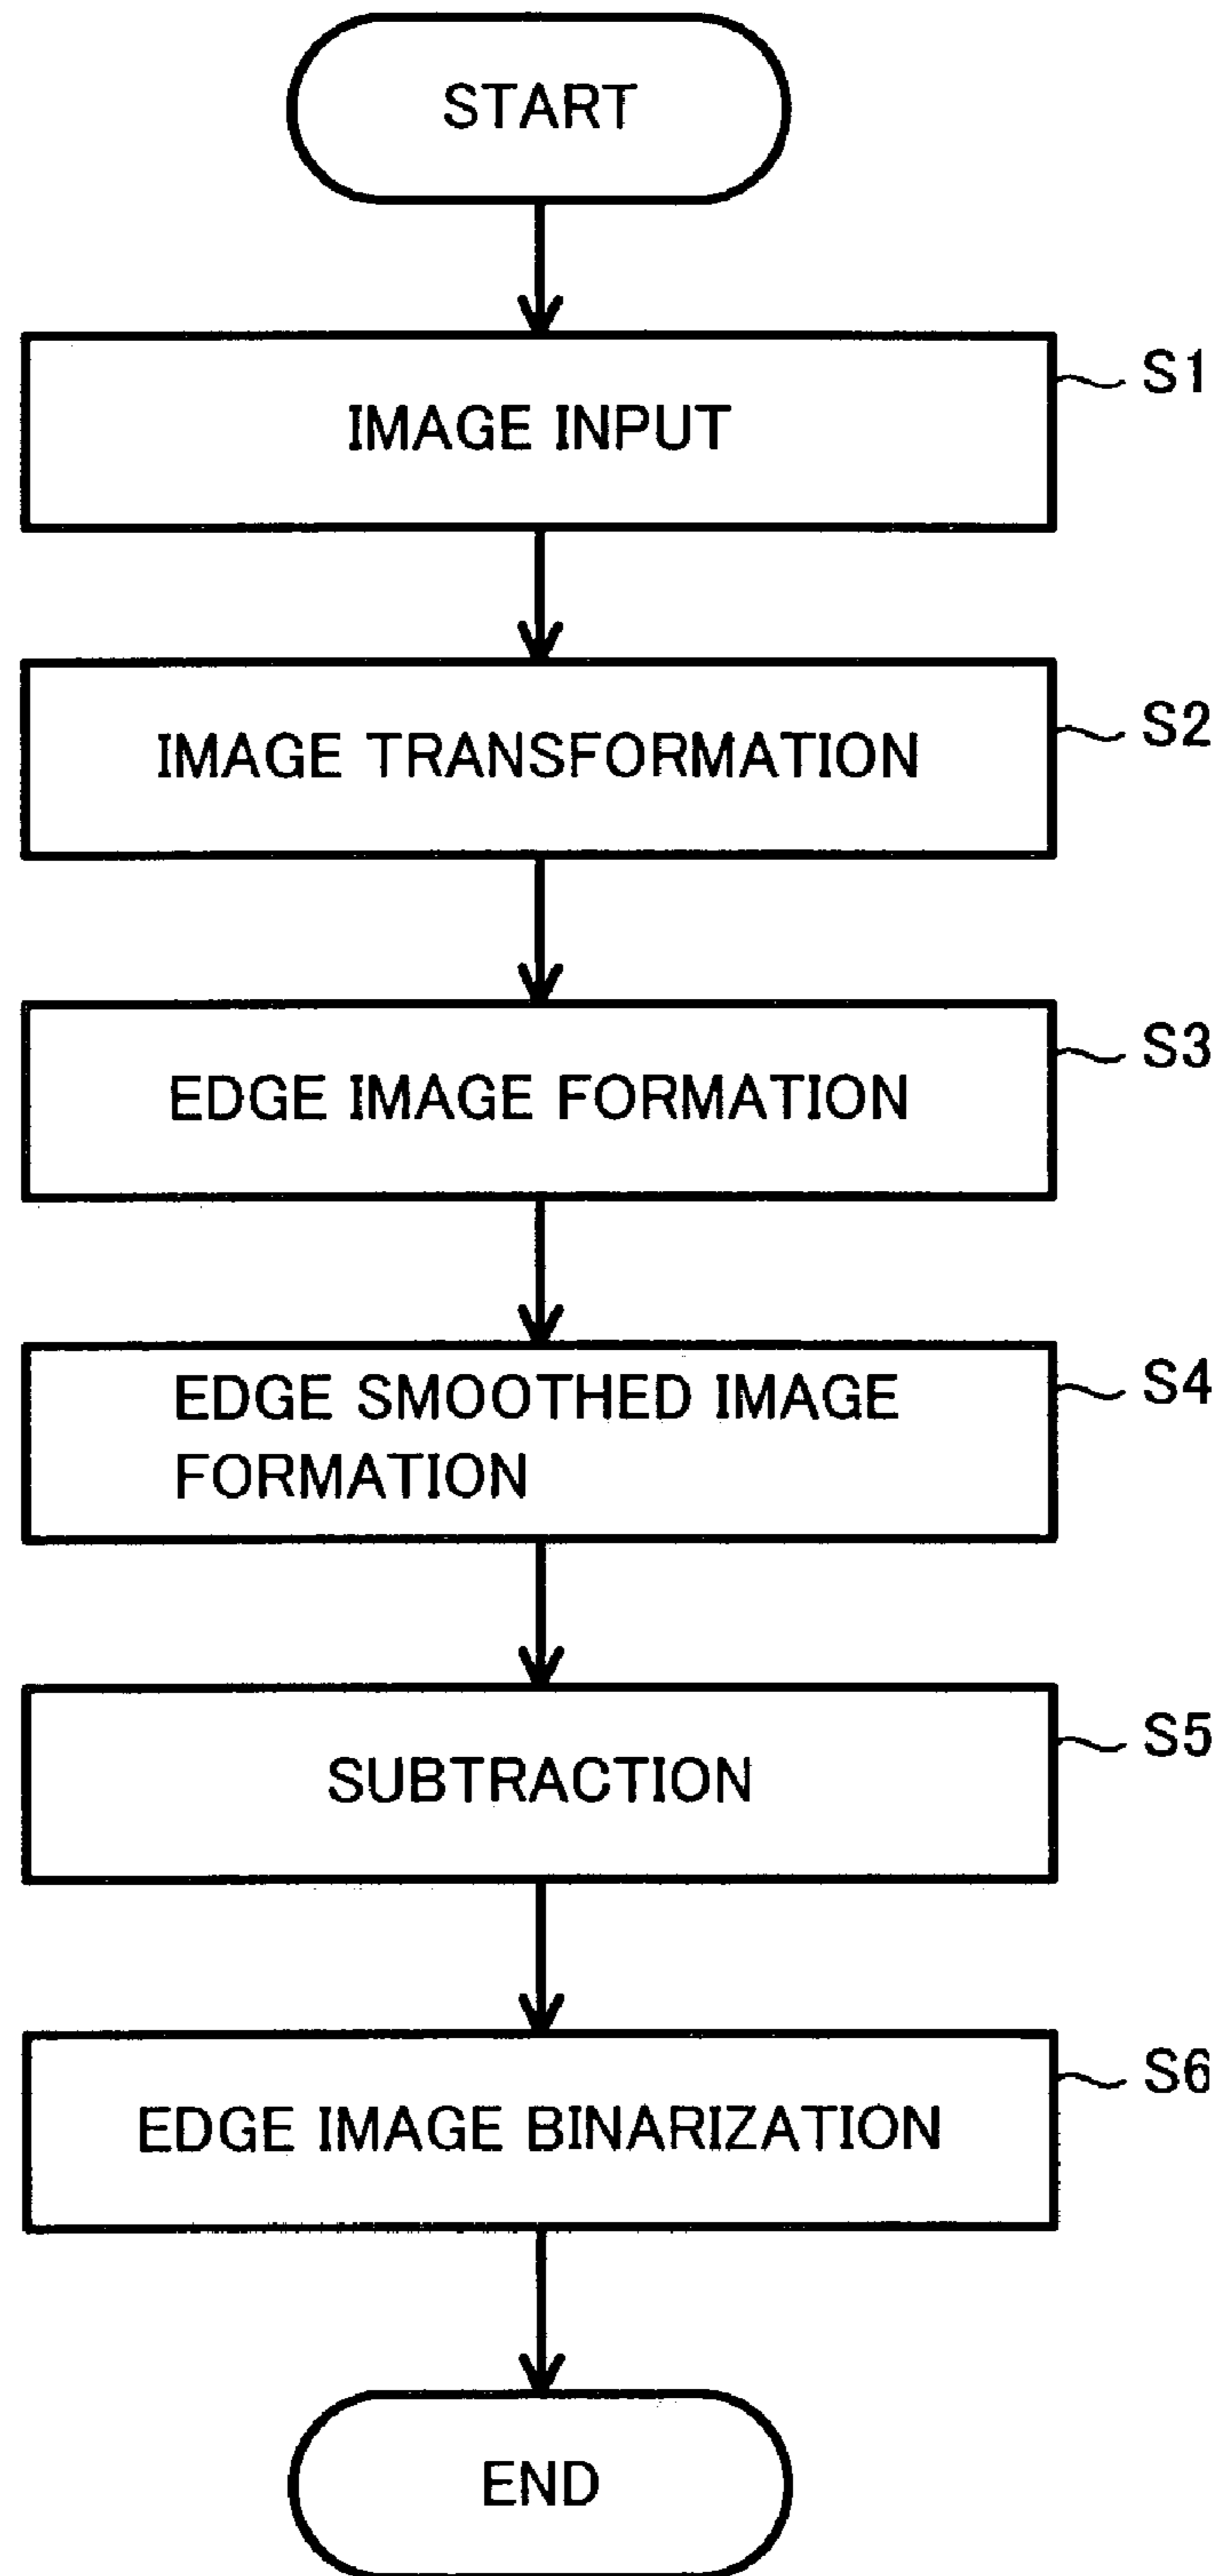 START
IMAGE INPUT
S1
IMAGE TRANSFORMATION
S2
EDGE IMAGE FORMATION
S3
EDGE SMOOTHED IMAGE
FORMATION
S4
SUBTRACTION
S5
EDGE IMAGE BINARIZATION
S6
END